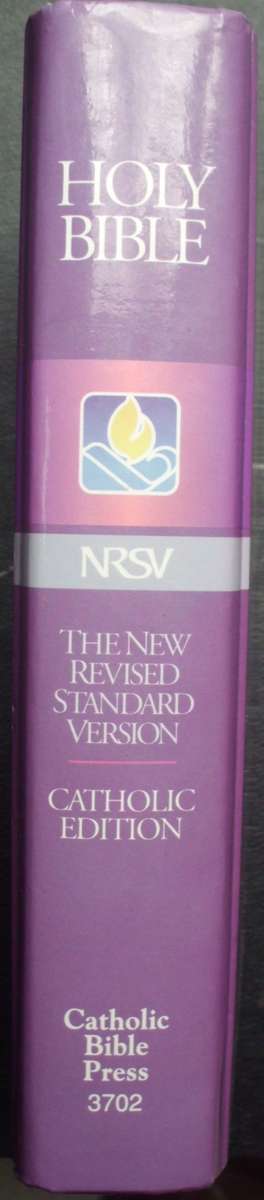 HOLY
BIBLE
NRSV
THE NEW
REVISED
STANDARD
VERSION
CATHOLIC
EDITION
Catholic
Bible
Press
3702